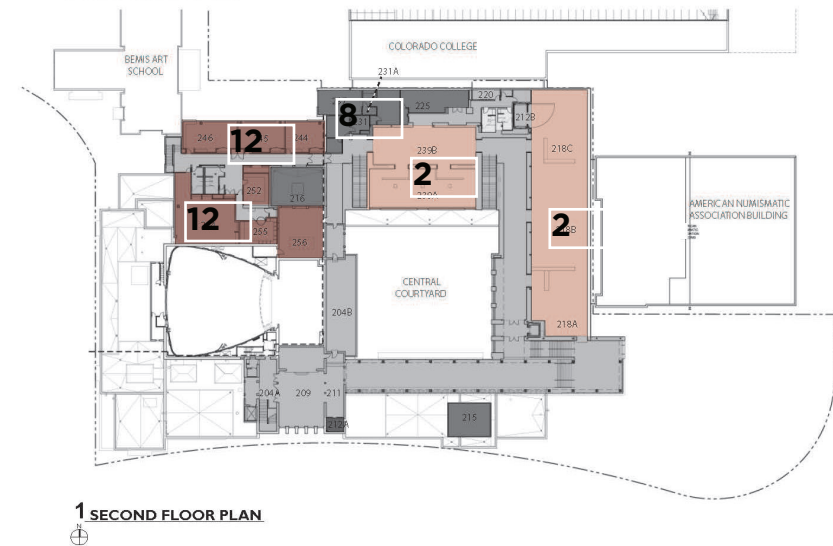 COLORADO COLLEGE
BEMIS ART
SCHOOL
231A
8
225
220
212B
246
12
244
239B
218C
2
252
216
12
AMERICAN NUMISMATIC
ASSOCIATION BUILDING
2
255
256
CENTRAL
COURTYARD
204B
218A
204A
209
211
212A
215
1 SECOND FLOOR PLAN
N